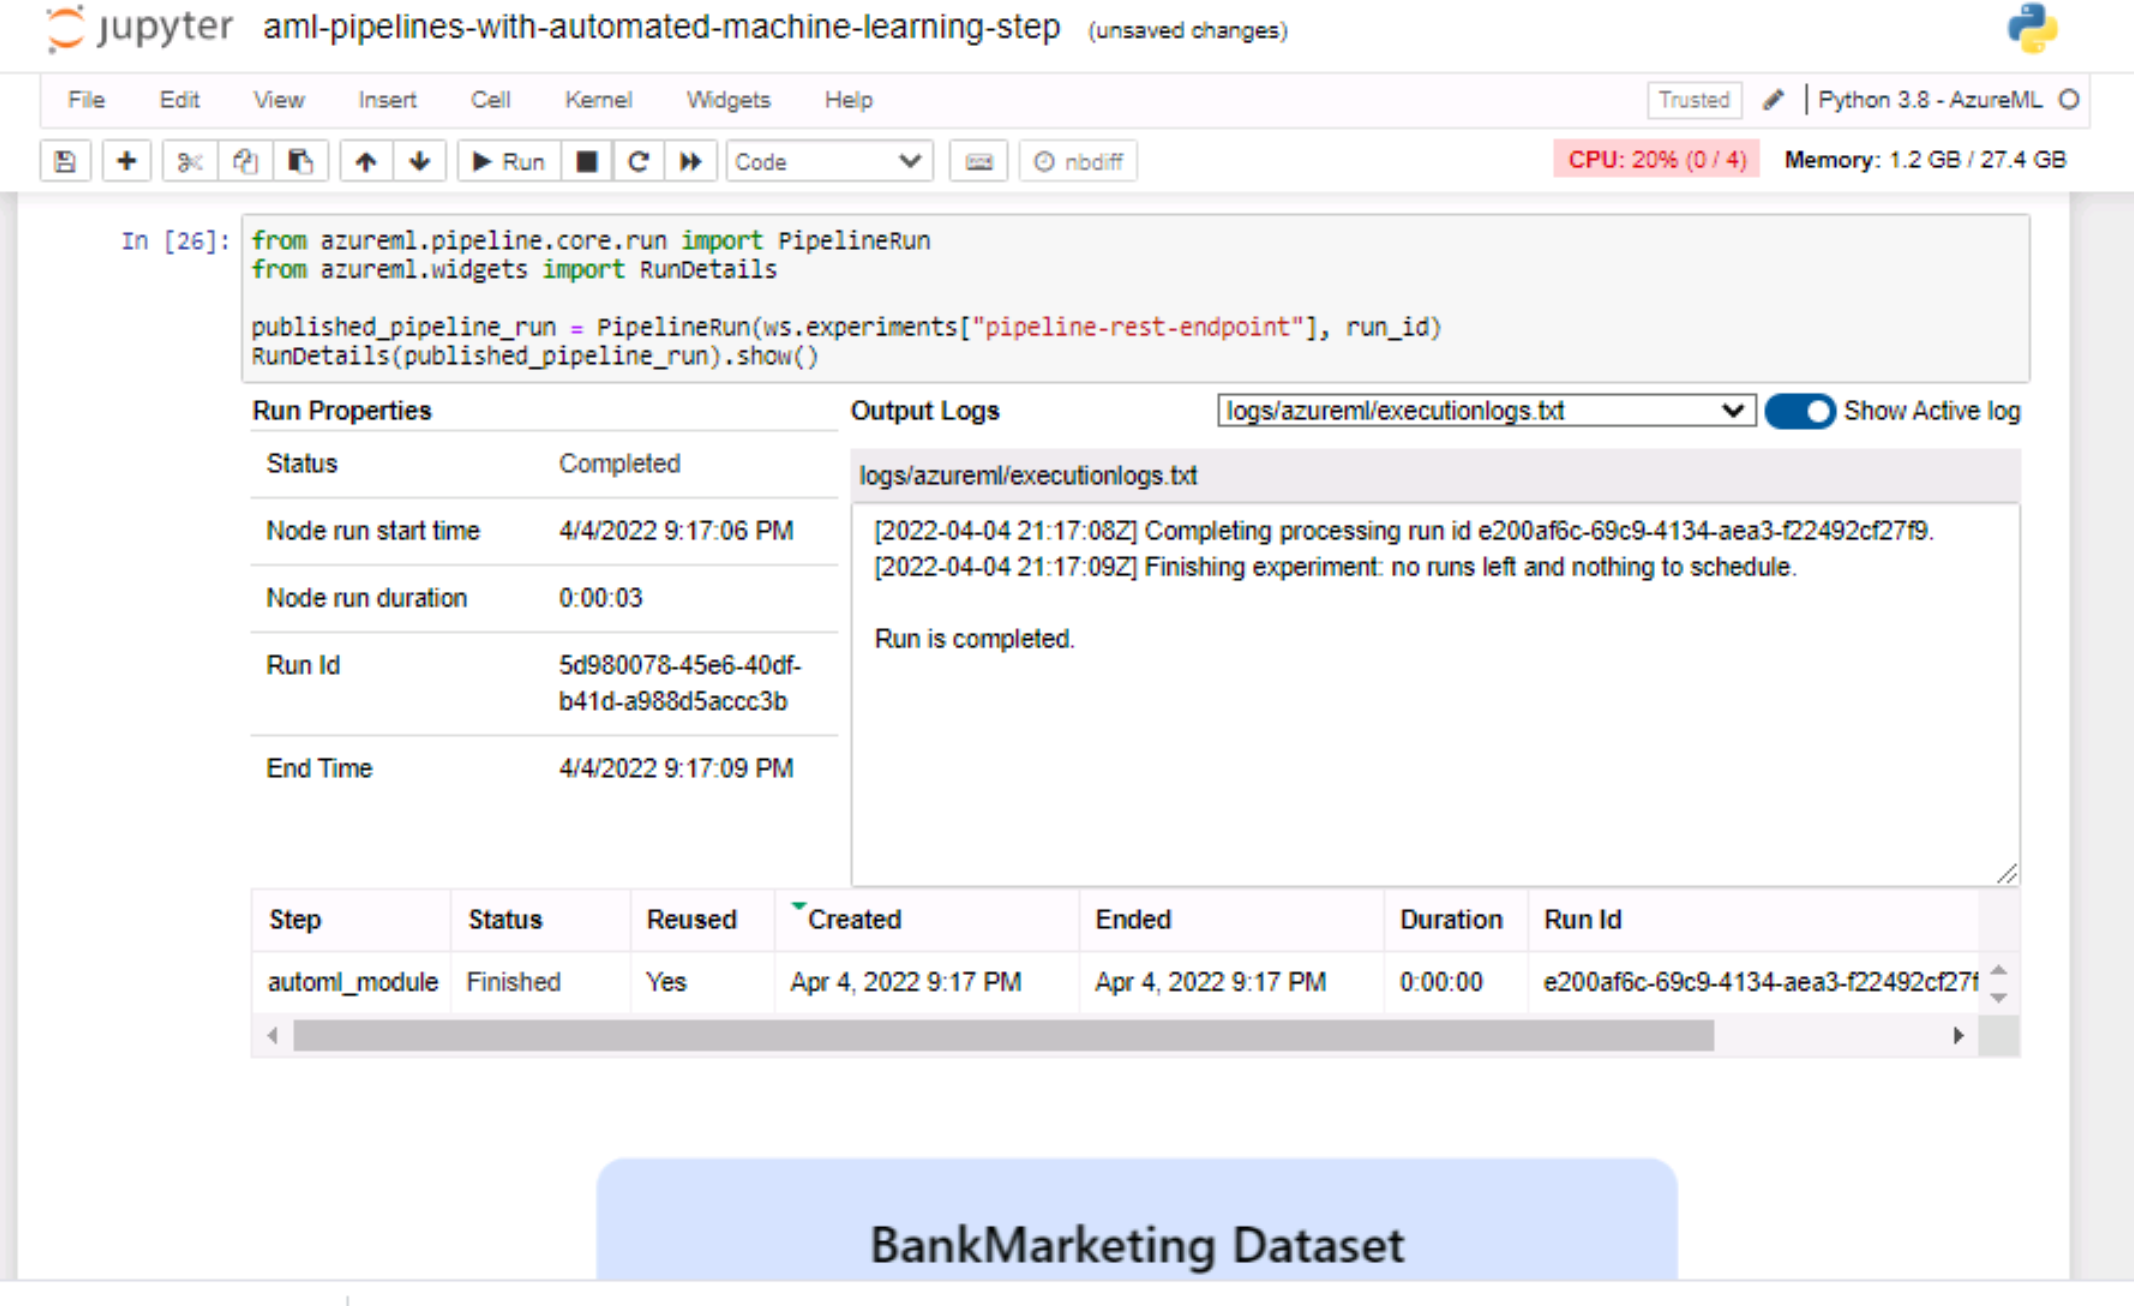 jupyter aml-pipelines-with-automated-machine-learning-step (unsaved changes)
File Edit View Insert Cell Kernel Widgets Help Trusted Python 3.8 - AzureML
Run Code nbdiff CPU: 20% (0 / 4) Memory: 1.2 GB / 27.4 GB
In [26]: from azureml.pipeline.core.run import PipelineRun
from azureml.widgets import RunDetails
published_pipeline_run = PipelineRun(ws.experiments["pipeline-rest-endpoint"], run_id)
RunDetails(published_pipeline_run).show()
Run Properties
Status Completed
Node run start time 4/4/2022 9:17:06 PM
Node run duration 0:00:03
Run Id 5d980078-45e6-40df-
b41d-a988d5accc3b
End Time 4/4/2022 9:17:09 PM
Output Logs logs/azureml/executionlogs.txt Show Active log
logs/azureml/executionlogs.txt
[2022-04-04 21:17:08Z] Completing processing run id e200af6c-69c9-4134-aea3-f22492cf27f9.
[2022-04-04 21:17:09Z] Finishing experiment: no runs left and nothing to schedule.
Run is completed.
Step Status Reused Created Ended Duration Run Id
automl_module Finished Yes Apr 4, 2022 9:17 PM Apr 4, 2022 9:17 PM 0:00:00 e200af6c-69c9-4134-aea3-f22492cf27f
BankMarketing Dataset